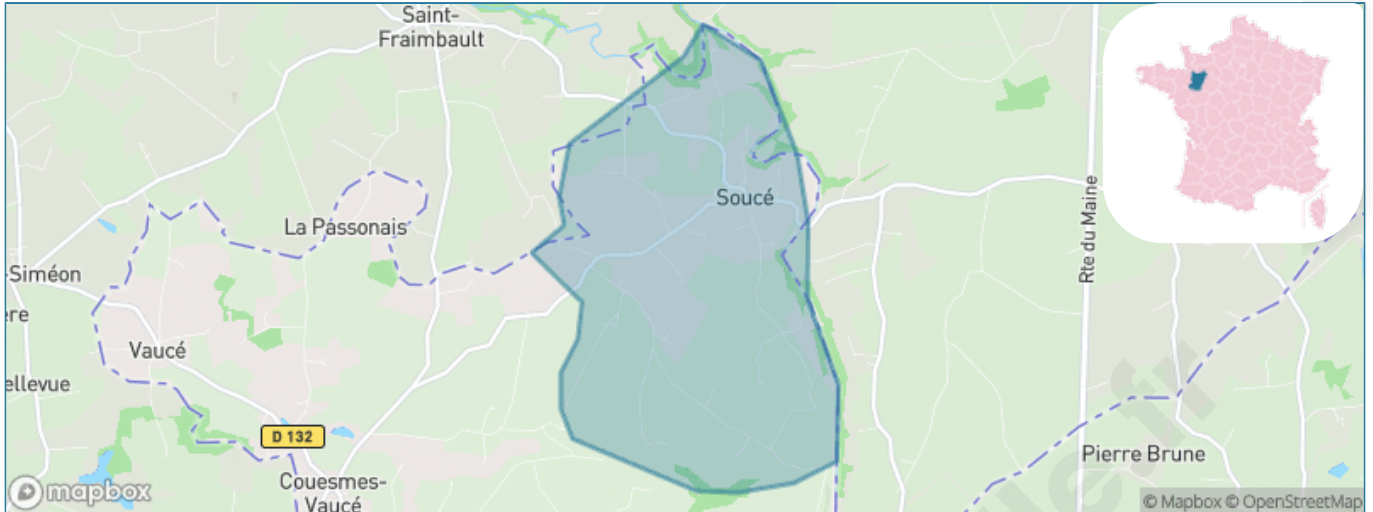 Saint-
Fraimbault
Soucé
La Passonais
Rte du Maine
-Siméon
ere
Vaucé
ellevue
D 132
Couesmes-
Vaucé
Pierre Brune
mapbox
© Mapbox © OpenStreetMap